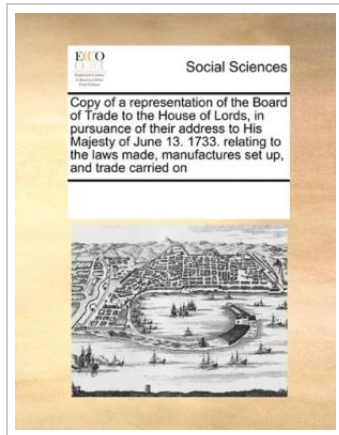 ECCO
Social Sciences
Copy of a representation of the Board
of Trade to the House of Lords, in
pursuance of their address to His
Majesty of June 13. 1733. relating to
the laws made, manufactures set up,
and trade carried on